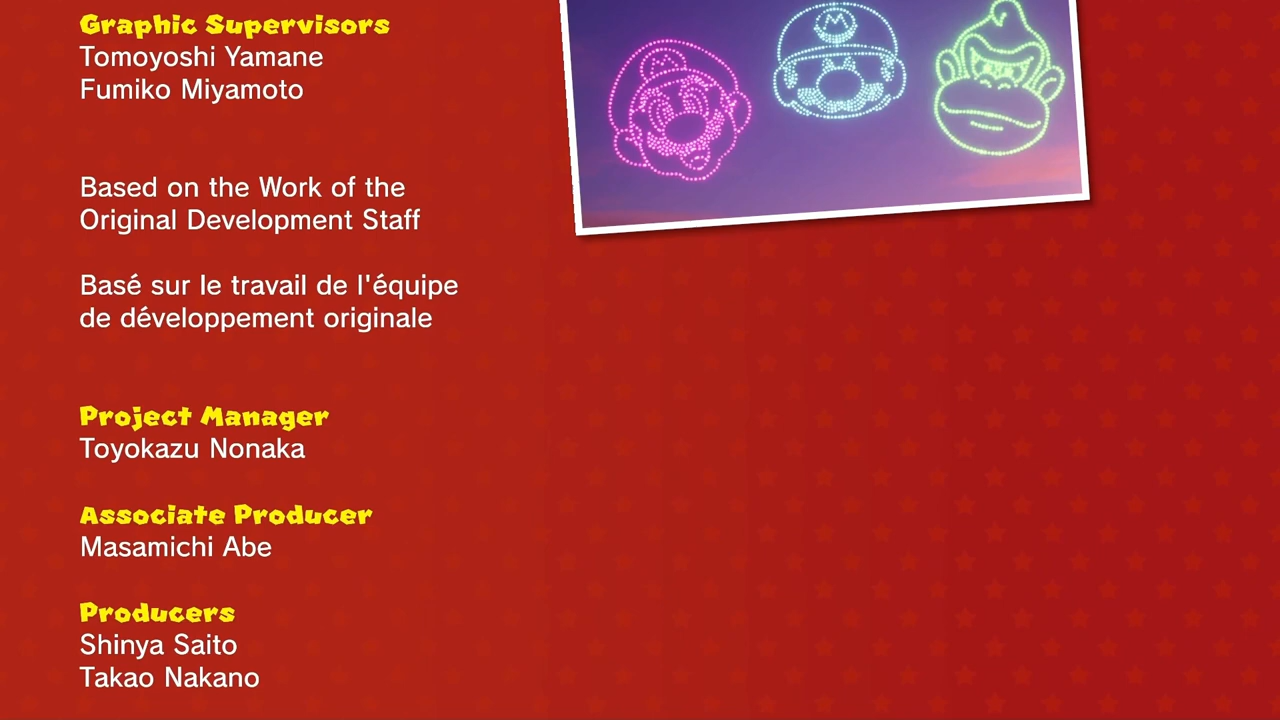 Graphic Supervisors
Tomoyoshi Yamane
Fumiko Miyamoto
Based on the Work of the
Original Development Staff
Basé sur le travail de l'équipe
de développement originale
Project Manager
Toyokazu Nonaka
Associate Producer
Masamichi Abe
Producers
Shinya Saito
Takao Nakano
M
M